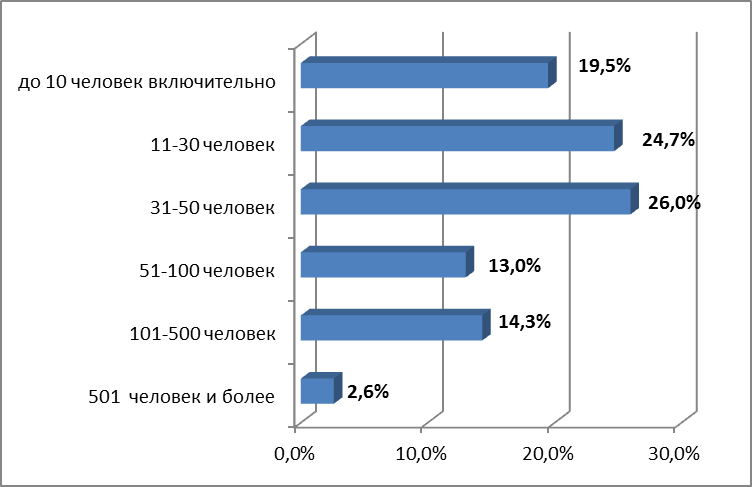 до 10 человек включительно 19,5%
11-30 человек 24,7%
31-50 человек 26,0%
51-100 человек 13,0%
101-500 человек 14,3%
501 человек и более 2,6%
0,0% 10,0% 20,0% 30,0%